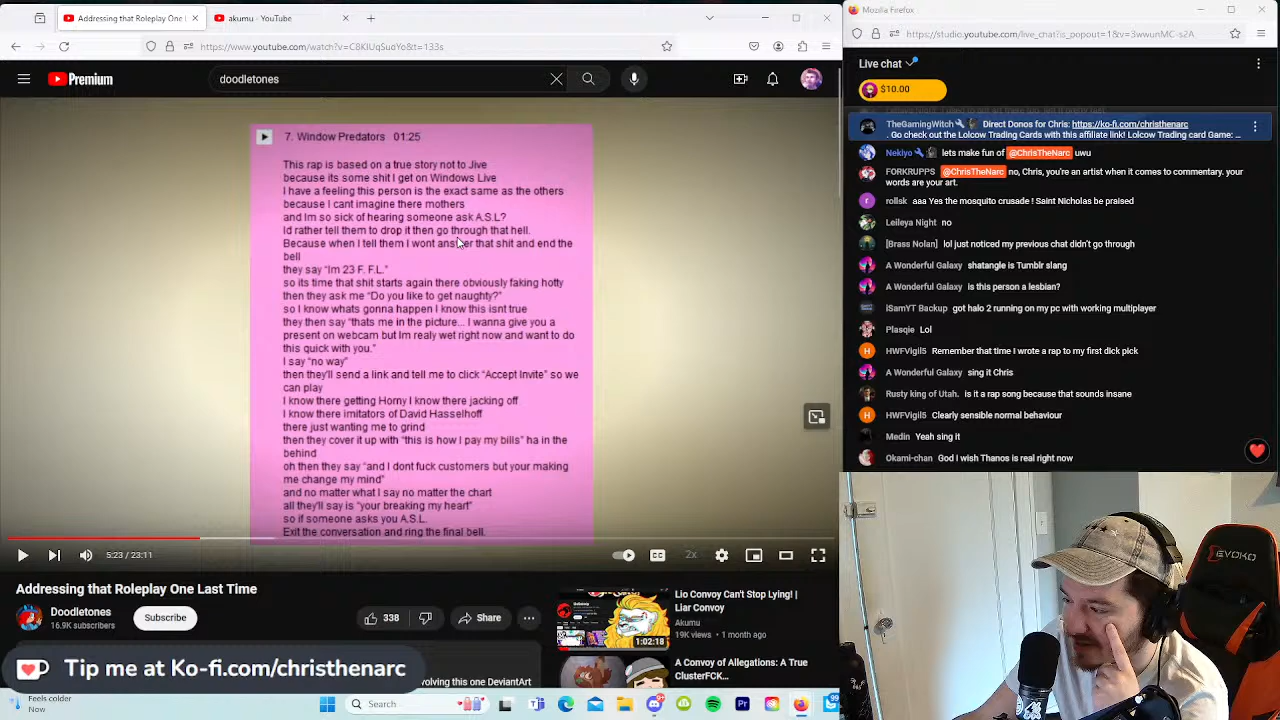 Addressing that Roleplay One
akumu - YouTube
Mozilla Firefox
https://www.youtube.com/watch?v=C8KIUqSuoYo&t=133s
https://studio.youtube.com/live_chat?is_popout=1&v=3wwunMC-s2A
Premium
doodletones
Live chat
$10.00
7. Window Predators 01:25
This rap is based on a true story not to Jive
because its some shit I get on Windows Live
I have a feeling this person is the exact same as the others
because I cant imagine there mothers
and Im so sick of hearing someone ask A.S.L?
Id rather tell them to drop it then go through that hell.
Because when I tell them I wont answer that shit and end the
bell
they say "Im 23 F. F.L."
so its time that shit starts again there obviously faking hotty
then they ask me "Do you like to get naughty?"
so I know whats gonna happen I know this isnt true
they then say "thats me in the picture... I wanna give you a
present on webcam but Im realy wet right now and want to do
this quick with you."
I say "no way"
then they'll send a link and tell me to click "Accept Invite" so we
can play
I know there getting Horny I know there jacking off
I know there imitators of David Hasselhoff
there just wanting me to grind
then they cover it up with "this is how I pay my bills" ha in the
behind
oh then they say "and I dont fuck customers but your making
me change my mind"
and no matter what I say no matter the chart
all they'll say is "your breaking my heart"
so if someone asks you A.S.L.
Exit the conversation and ring the final bell.
TheGamingWitch Direct Donos for Chris: https://ko-fi.com/christhenarc
. Go check out the Lolcow Trading Cards with this affiliate link! Lolcow Trading card Game: ...
Nekiyo lets make fun of @ChrisTheNarc uwu
FORKRUPPS @ChrisTheNarc no, Chris, you're an artist when it comes to commentary. your
words are your art.
rollsk aaa Yes the mosquito crusade ! Saint Nicholas be praised
Leileya Night no
[Brass Nolan] lol just noticed my previous chat didn't go through
A Wonderful Galaxy shatangle is Tumblr slang
A Wonderful Galaxy is this person a lesbian?
iSamYT Backup got halo 2 running on my pc with working multiplayer
Plasqie Lol
HWFVigil5 Remember that time I wrote a rap to my first dick pick
A Wonderful Galaxy sing it Chris
Rusty king of Utah. is it a rap song because that sounds insane
HWFVigil5 Clearly sensible normal behaviour
Medin Yeah sing it
Okami-chan God I wish Thanos is real right now
5:23 / 23:11
CC
2x
Addressing that Roleplay One Last Time
Doodletones
16.9K subscribers
Subscribe
338
Share
Lio Convoy Can't Stop Lying! |
Liar Convoy
Akumu
19K views • 1 month ago
1:02:18
A Convoy of Allegations: A True
ClusterFCK...
Tip me at Ko-fi.com/christhenarc
volving this one DeviantArt
Feels colder
Now
Search
99
EVOKO